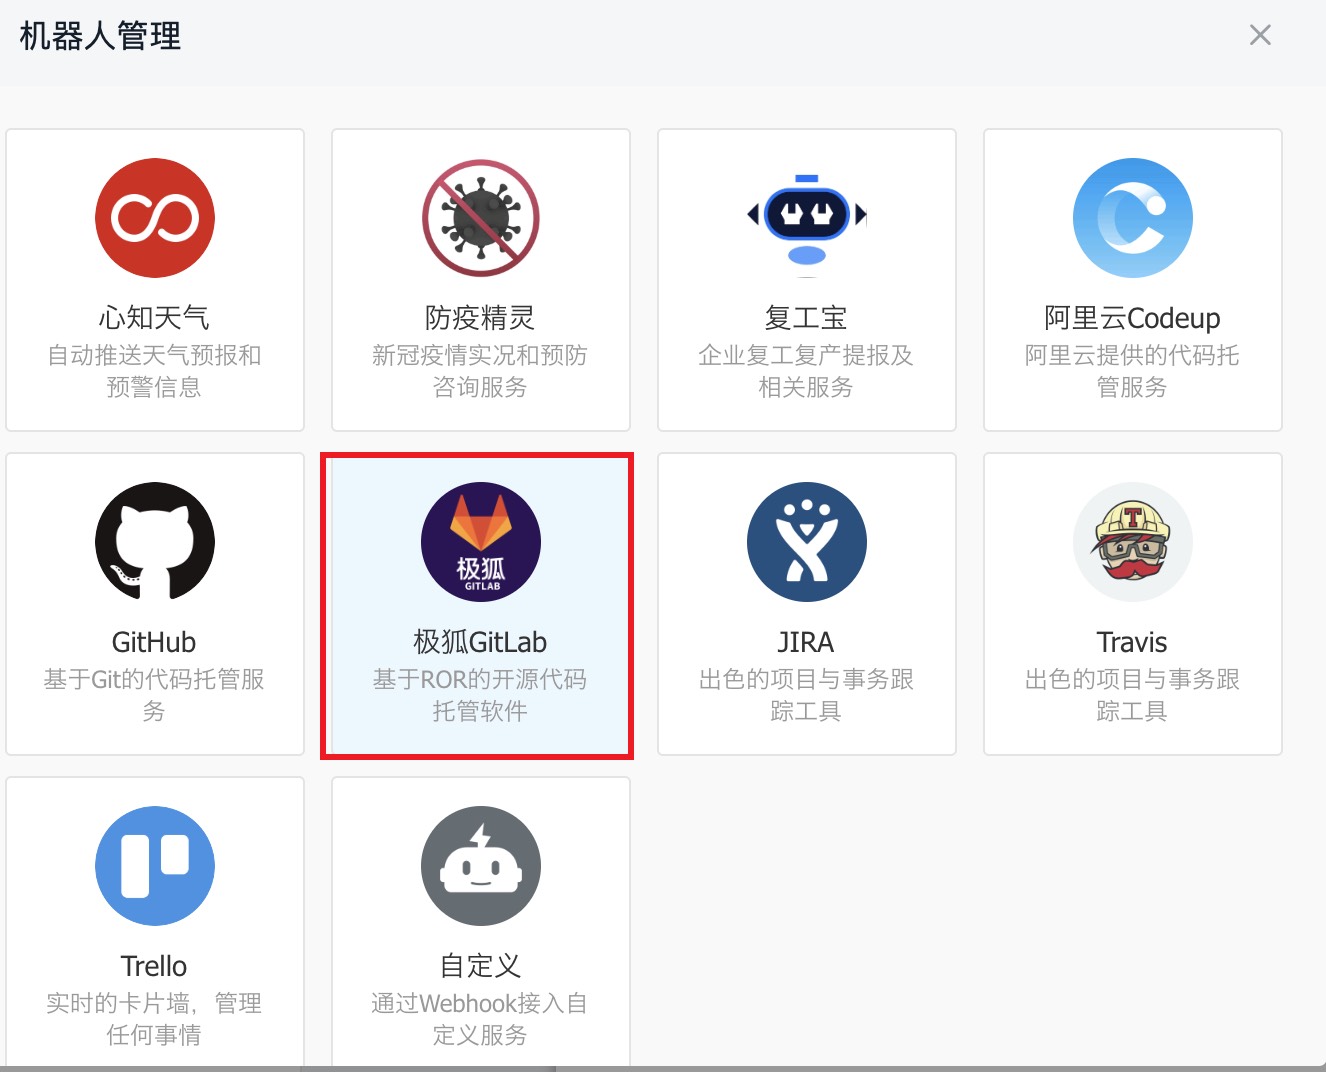 机器人管理
心知天气
自动推送天气预报和
预警信息
防疫精灵
新冠疫情实况和预防
咨询服务
复工宝
企业复工复产提报及
相关服务
阿里云Codeup
阿里云提供的代码托
管服务
GitHub
基于Git的代码托管服
务
极狐
GITLAB
极狐GitLab
基于ROR的开源代码
托管软件
JIRA
出色的项目与事务跟
踪工具
T
Travis
出色的项目与事务跟
踪工具
Trello
实时的卡片墙，管理
任何事情
自定义
通过Webhook接入自
定义服务